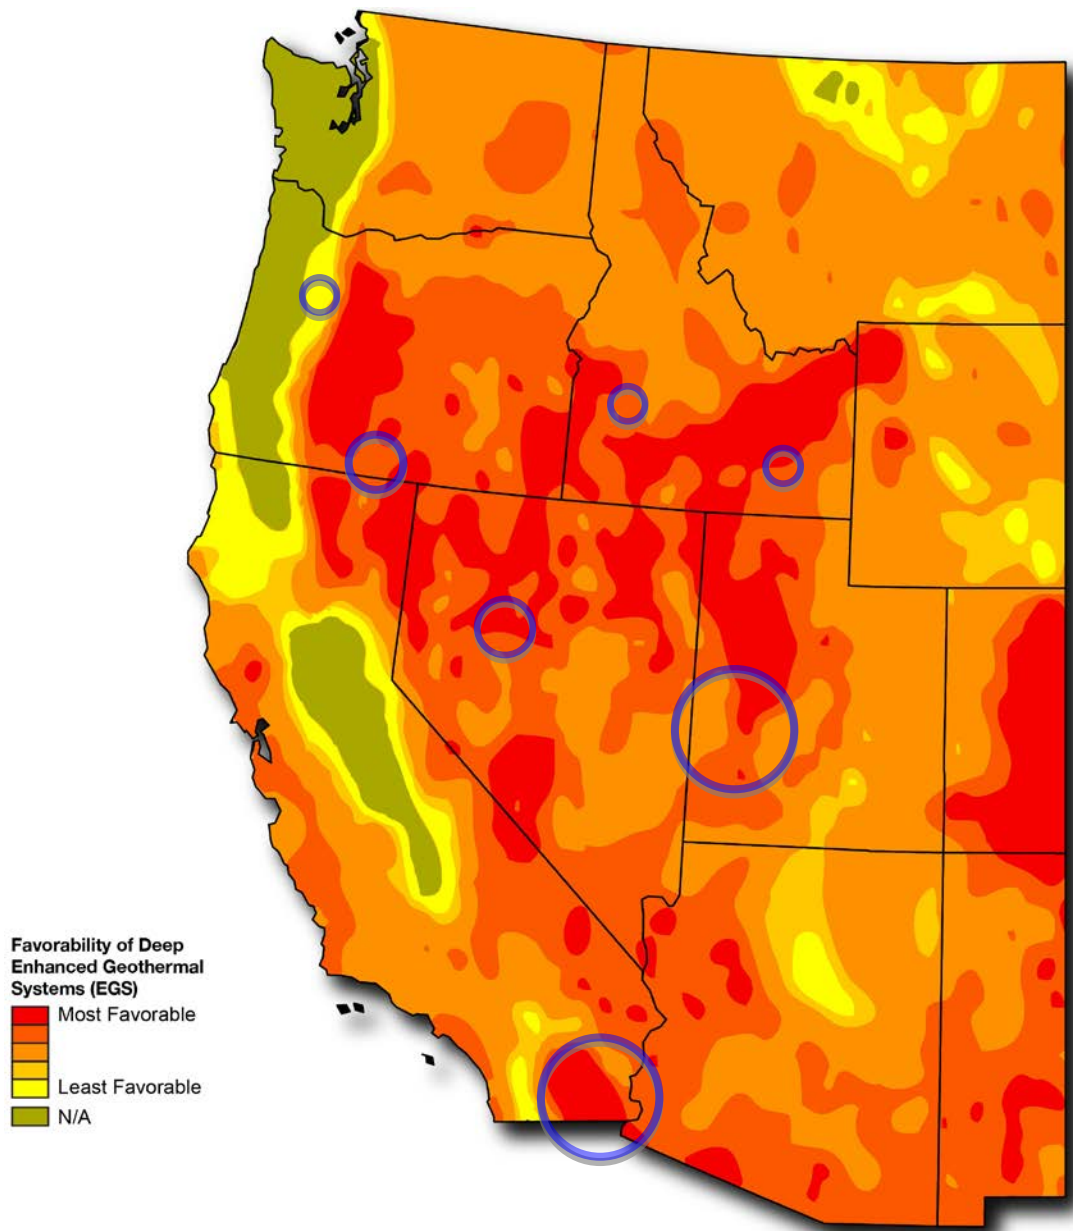 Favorability of Deep
Enhanced Geothermal
Systems (EGS)
Most Favorable
Least Favorable
N/A